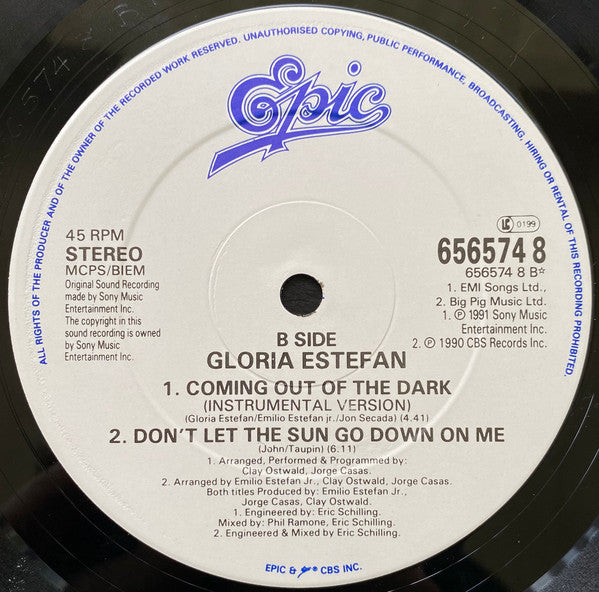 ALL RIGHTS OF THE PRODUCER AND OF THE OWNER OF THE RECORDED WORK RESERVED. UNAUTHORISED COPYING, PUBLIC PERFORMANCE, BROADCASTING, HIRING OR RENTAL OF THIS RECORDING PROHIBITED.
Epic
45 RPM
STEREO
MCPS/BIEM
Original Sound Recording
made by Sony Music
Entertainment Inc.
The copyright in this
sound recording is owned
by Sony Music
Entertainment Inc.
LC 0199
656574 8
656574 8 B☆
1. EMI Songs Ltd.,
2. Big Pig Music Ltd.
1. ℗ 1991 Sony Music
Entertainment Inc.
2. ℗ 1990 CBS Records Inc.
B SIDE
GLORIA ESTEFAN
1. COMING OUT OF THE DARK
(INSTRUMENTAL VERSION)
(Gloria Estefan/Emilio Estefan jr./Jon Secada) (4.41)
2. DON'T LET THE SUN GO DOWN ON ME
(John/Taupin) (6.11)
1. Arranged, Performed & Programmed by:
Clay Ostwald, Jorge Casas.
2. Arranged by Emilio Estefan Jr., Clay Ostwald, Jorge Casas.
Both titles Produced by: Emilio Estefan Jr.,
Jorge Casas, Clay Ostwald.
1. Engineered by: Eric Schilling.
Mixed by: Phil Ramone, Eric Schilling.
2. Engineered & Mixed by Eric Schilling.
EPIC & ® CBS INC.